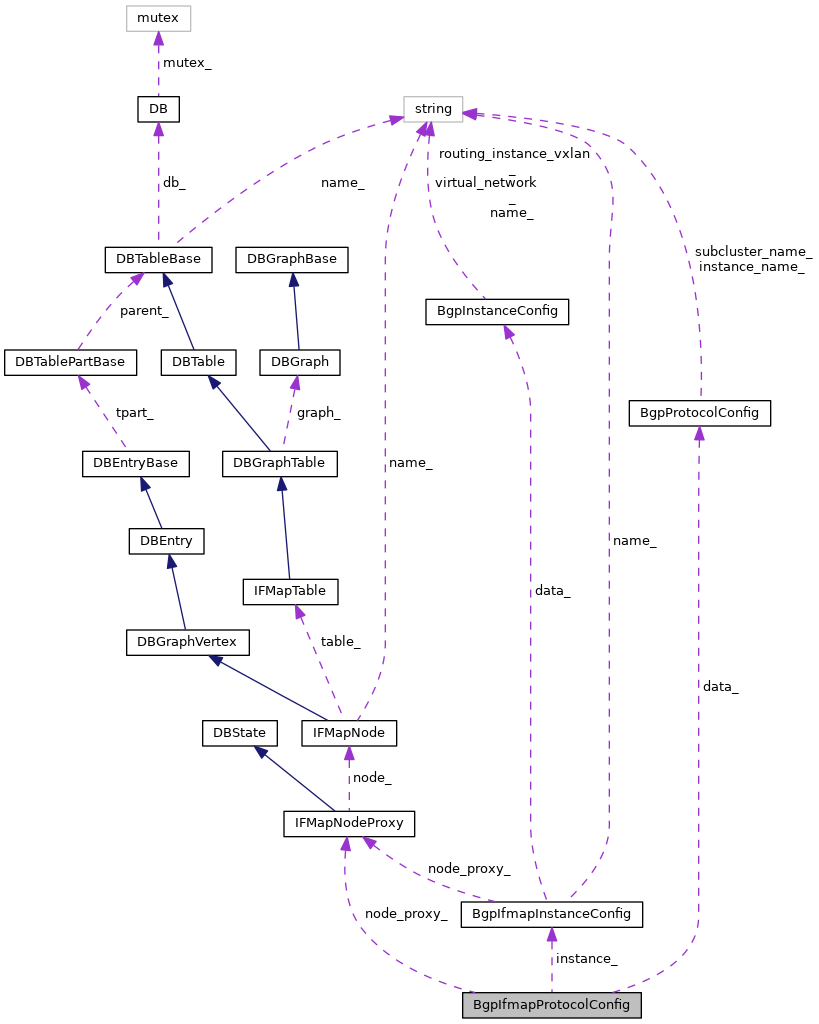 mutex
mutex_
DB
string
routing_instance_vxlan
_
db_
name_
virtual_network
_
name_
subcluster_name_
instance_name_
DBTableBase
DBGraphBase
parent_
BgpInstanceConfig
DBTablePartBase
DBTable
DBGraph
tpart_
graph_
BgpProtocolConfig
DBEntryBase
DBGraphTable
name_
DBEntry
name_
IFMapTable
data_
DBGraphVertex
table_
data_
DBState
IFMapNode
node_
IFMapNodeProxy
node_proxy_
node_proxy_
BgpIfmapInstanceConfig
instance_
BgpIfmapProtocolConfig